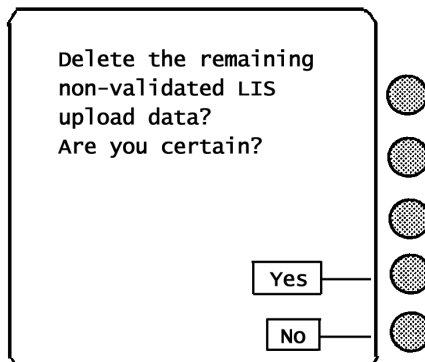 Delete the remaining
non-validated LIS
upload data?
Are you certain?
Yes
No